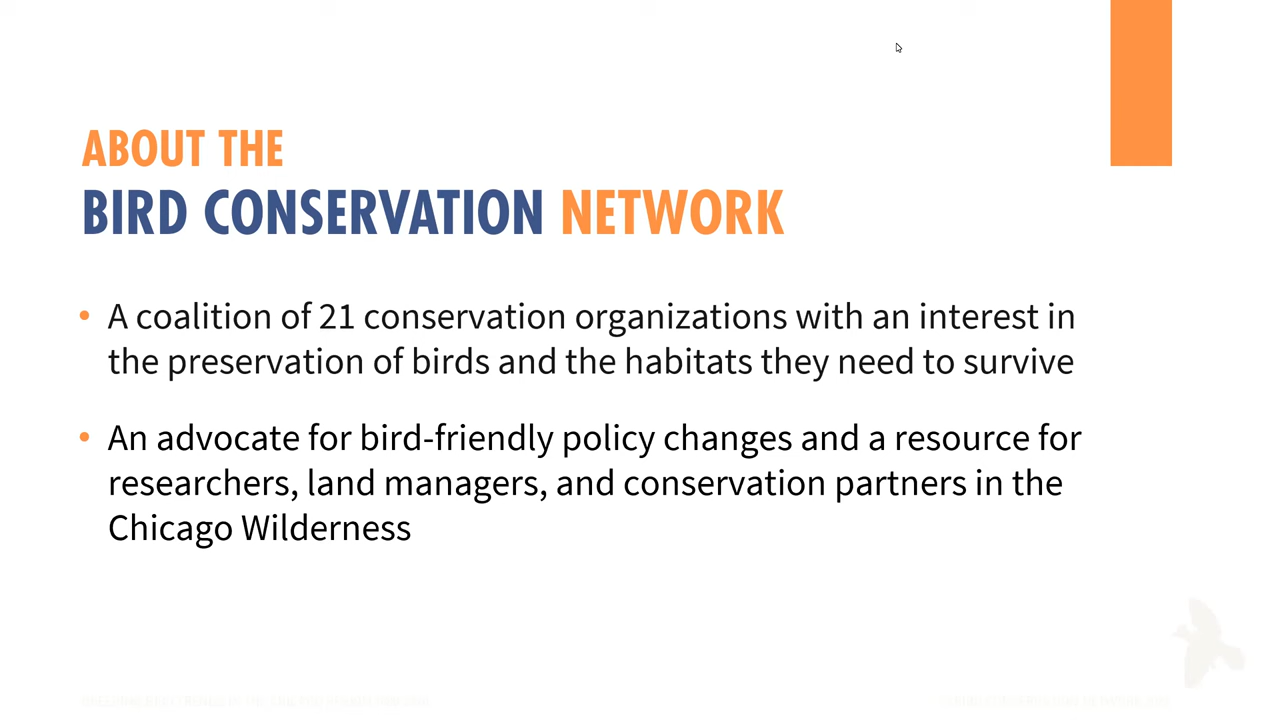 ABOUT THE
BIRD CONSERVATION NETWORK
• A coalition of 21 conservation organizations with an interest in
the preservation of birds and the habitats they need to survive
• An advocate for bird-friendly policy changes and a resource for
researchers, land managers, and conservation partners in the
Chicago Wilderness